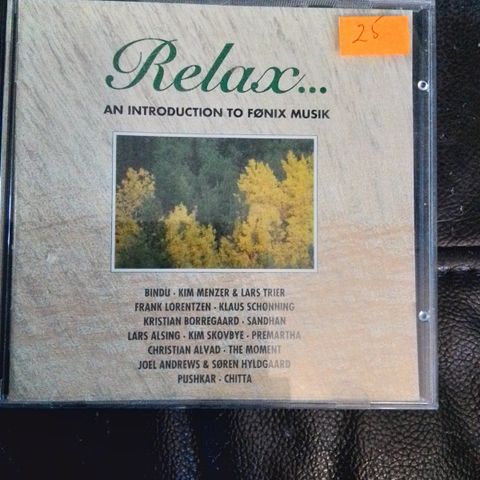 25
Relax...
AN INTRODUCTION TO FØNIX MUSIK
BINDU · KIM MENZER & LARS TRIER
FRANK LORENTZEN · KLAUS SCHØNNING
KRISTIAN BORREGAARD · SANDHAN
LARS ALSING · KIM SKOVBYE · PREMARTHA
CHRISTIAN ALVAD · THE MOMENT
JOEL ANDREWS & SØREN HYLDGAARD
PUSHKAR · CHITTA